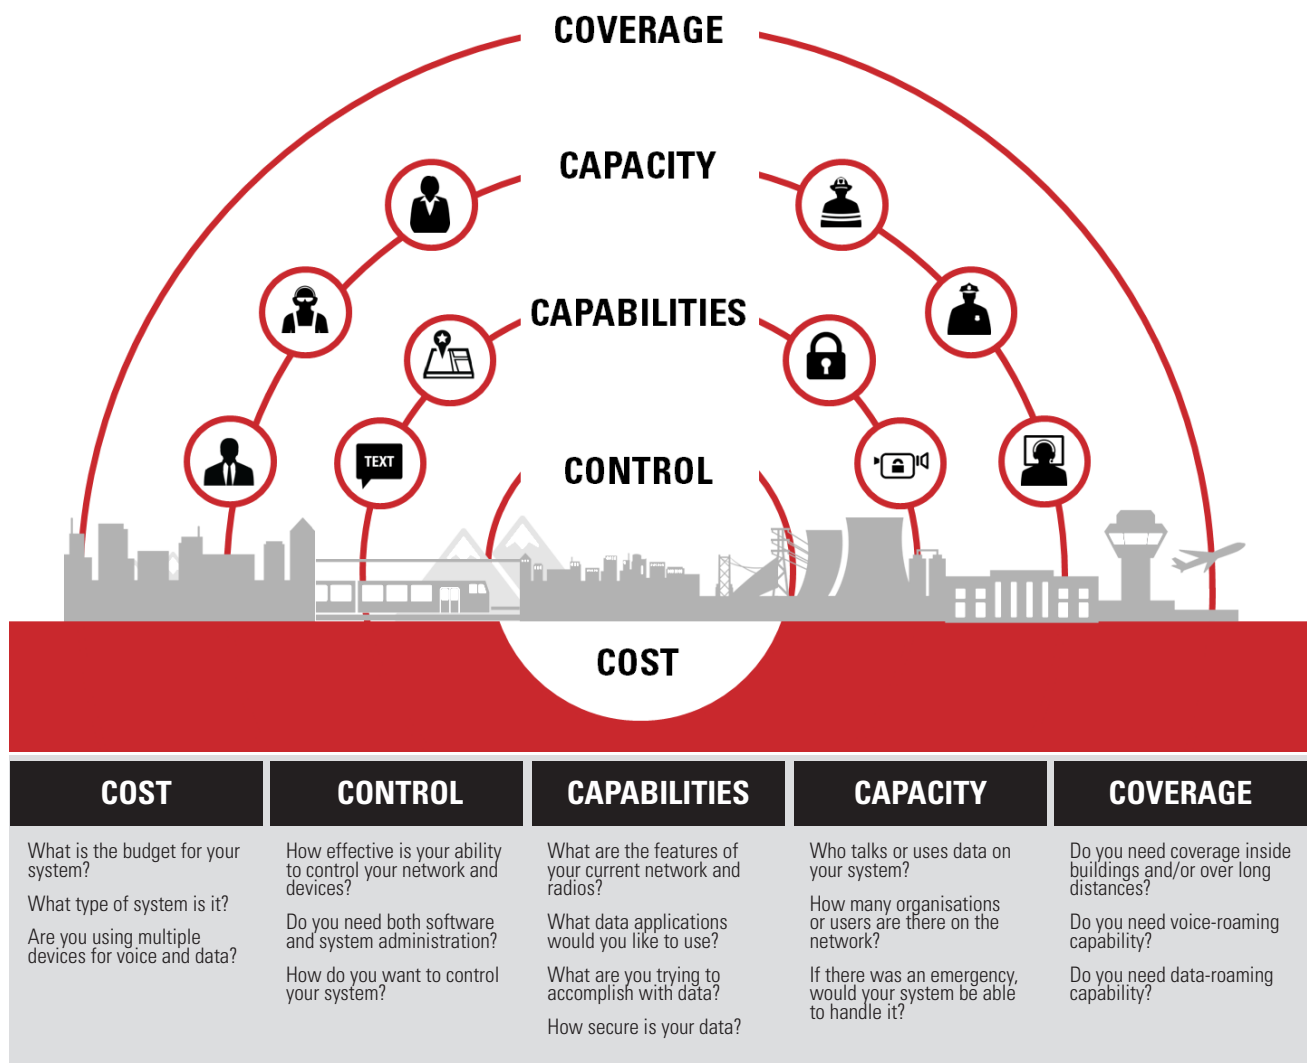 COVERAGE
CAPACITY
CAPABILITIES
TEXT
CONTROL
COST
COST
What is the budget for your
system?
What type of system is it?
Are you using multiple
devices for voice and data?
CONTROL
How effective is your ability
to control your network and
devices?
Do you need both software
and system administration?
How do you want to control
your system?
CAPABILITIES
What are the features of
your current network and
radios?
What data applications
would you like to use?
What are you trying to
accomplish with data?
How secure is your data?
CAPACITY
Who talks or uses data on
your system?
How many organisations
or users are there on the
network?
If there was an emergency,
would your system be able
to handle it?
COVERAGE
Do you need coverage inside
buildings and/or over long
distances?
Do you need voice-roaming
capability?
Do you need data-roaming
capability?